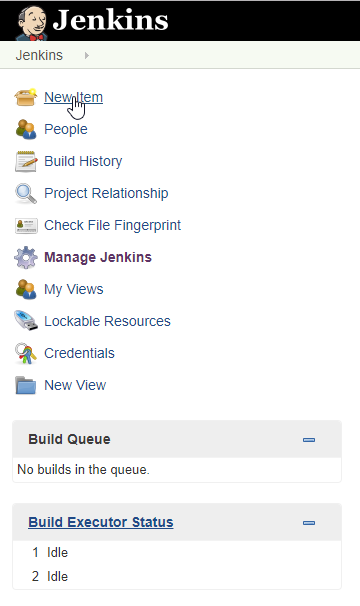 Jenkins
Jenkins
New Item
People
Build History
Project Relationship
Check File Fingerprint
Manage Jenkins
My Views
Lockable Resources
Credentials
New View
Build Queue
No builds in the queue.
Build Executor Status
1 Idle
2 Idle